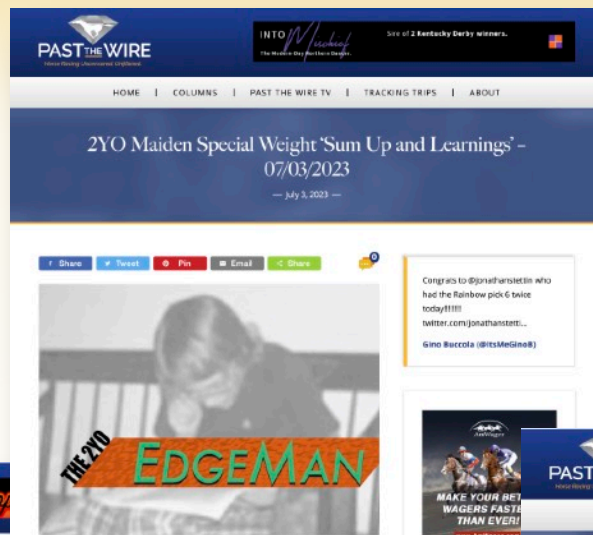 PAST THE WIRE
Horse Racing Uncensored Unfiltered
INTO Mischief
The Modern Day Northern Dancer.
Sire of 2 Kentucky Derby winners.
HOME | COLUMNS | PAST THE WIRE TV | TRACKING TRIPS | ABOUT
2YO Maiden Special Weight ‘Sum Up and Learnings’ –
07/03/2023
— July 3, 2023 —
Share
Tweet
Pin
Email
Share
0
Congrats to @jonathanstettin who
had the Rainbow pick 6 twice
today!!!!!!!
twitter.com/jonathanstetti...
Gino Buccola (@ItsMeGinoB)
THE 2YO
EDGEMAN
AmWager
MAKE YOUR BET
WAGERS FASTE
THAN EVER!
PAST